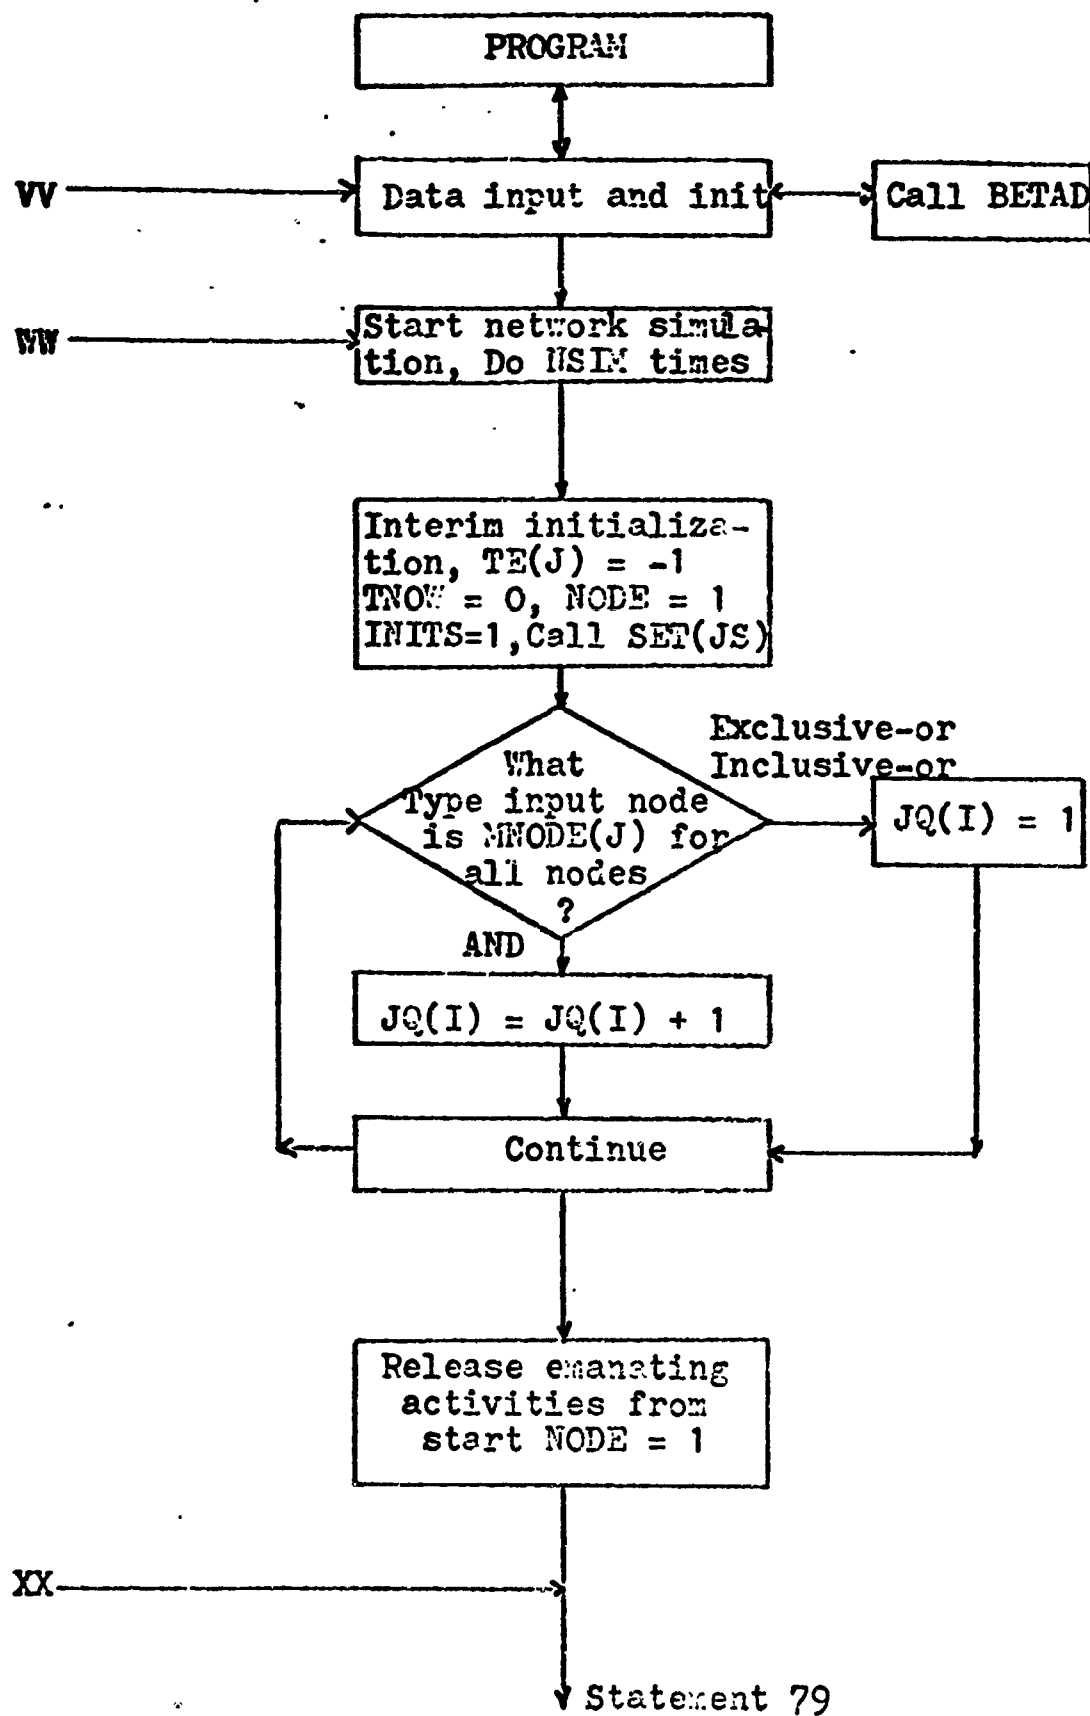 PROGRAM
VV
Data input and init
Call BETAD
WW
Start network simula-
tion, Do NSIM times
Interim initializa-
tion, TE(J) = -1
TNOW = 0, NODE = 1
INITS=1,Call SET(JS)
Exclusive-or
Inclusive-or
What
Type input node
is MNODE(J) for
all nodes
?
JQ(I) = 1
AND
JQ(I) = JQ(I) + 1
Continue
Release emanating
activities from
start NODE = 1
XX
Statement 79